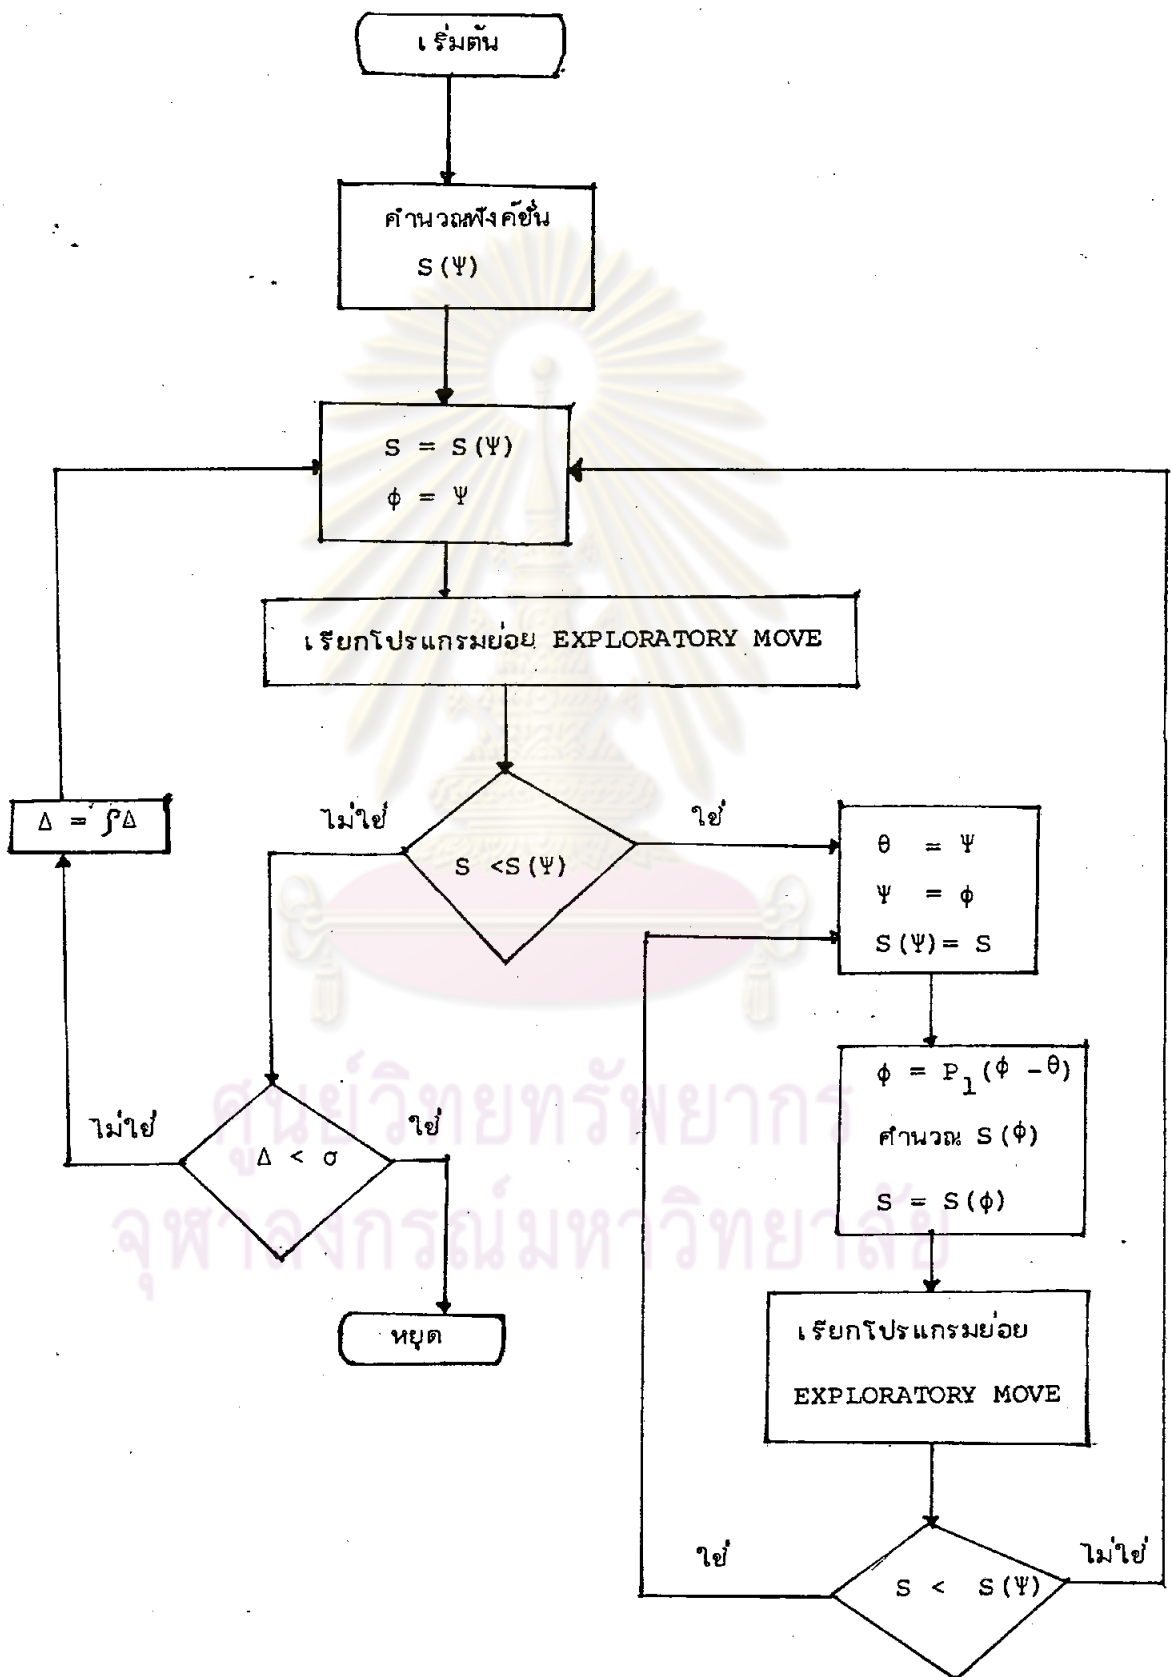 เริ่มต้น
คำนวณฟังค์ชั่น
S(Ψ)
S = S(Ψ)
φ = Ψ
เรียกโปรแกรมย่อย EXPLORATORY MOVE
ไม่ใช่
ใช่
S <S(Ψ)
Δ = ρΔ
θ = Ψ
Ψ = φ
S(Ψ)= S
ไม่ใช่
ใช่
Δ < σ
φ = P1(φ -θ)
คำนวณ S(φ)
S = S(φ)
ศูนย์วิทยทรัพยากร
จุฬาลงกรณ์มหาวิทยาลัย
หยุด
เรียกโปรแกรมย่อย
EXPLORATORY MOVE
ใช่
ไม่ใช่
S < S(Ψ)